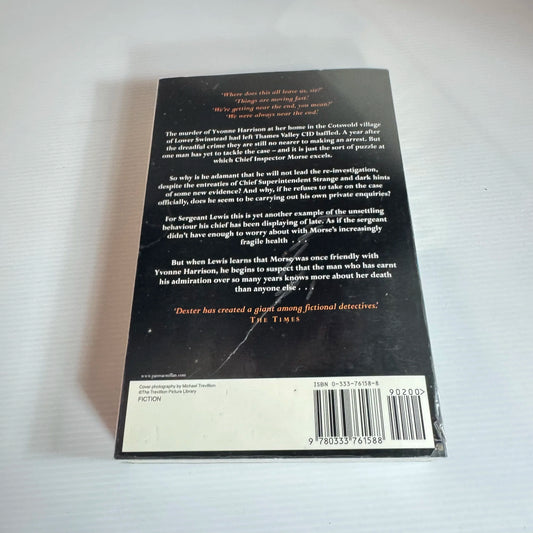 'Where does this all leave us, sir?'
'Things are moving fast.'
'We're getting near the end, you mean?'
'We were always near the end.'
The murder of Yvonne Harrison at her home in the Cotswold village
of Lower Swinstead had left Thames Valley CID baffled. A year after
the dreadful crime they are still no nearer to making an arrest. But
one man has yet to tackle the case – and it is just the sort of puzzle at
which Chief Inspector Morse excels.
So why is he adamant that he will not lead the re-investigation,
despite the entreaties of Chief Superintendent Strange and dark hints
of some new evidence? And why, if he refuses to take on the case
officially, does he seem to be carrying out his own private enquiries?
For Sergeant Lewis this is yet another example of the unsettling
behaviour his chief has been displaying of late. As if the sergeant
didn't have enough to worry about with Morse's increasingly
fragile health . . .
But when Lewis learns that Morse was once friendly with
Yvonne Harrison, he begins to suspect that the man who has earnt
his admiration over so many years knows more about her death
than anyone else . . .
'Dexter has created a giant among fictional detectives.'
THE TIMES
www.panmacmillan.com
Cover photography by Michael Trevillion
©The Trevillion Picture Library
FICTION
ISBN 0-333-76158-8
90200>
9 780333 761588